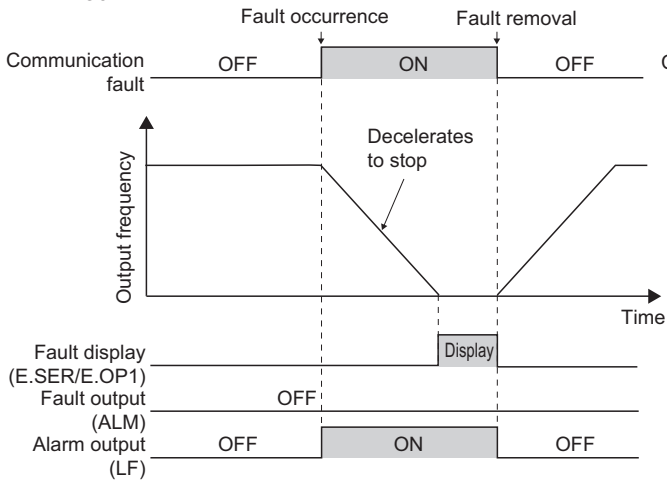 Fault occurrence
Fault removal
Communication
fault
OFF
ON
OFF
Decelerates
to stop
Output frequency
Time
Fault display
(E.SER/E.OP1)
Display
Fault output
(ALM)
OFF
Alarm output
(LF)
OFF
ON
OFF